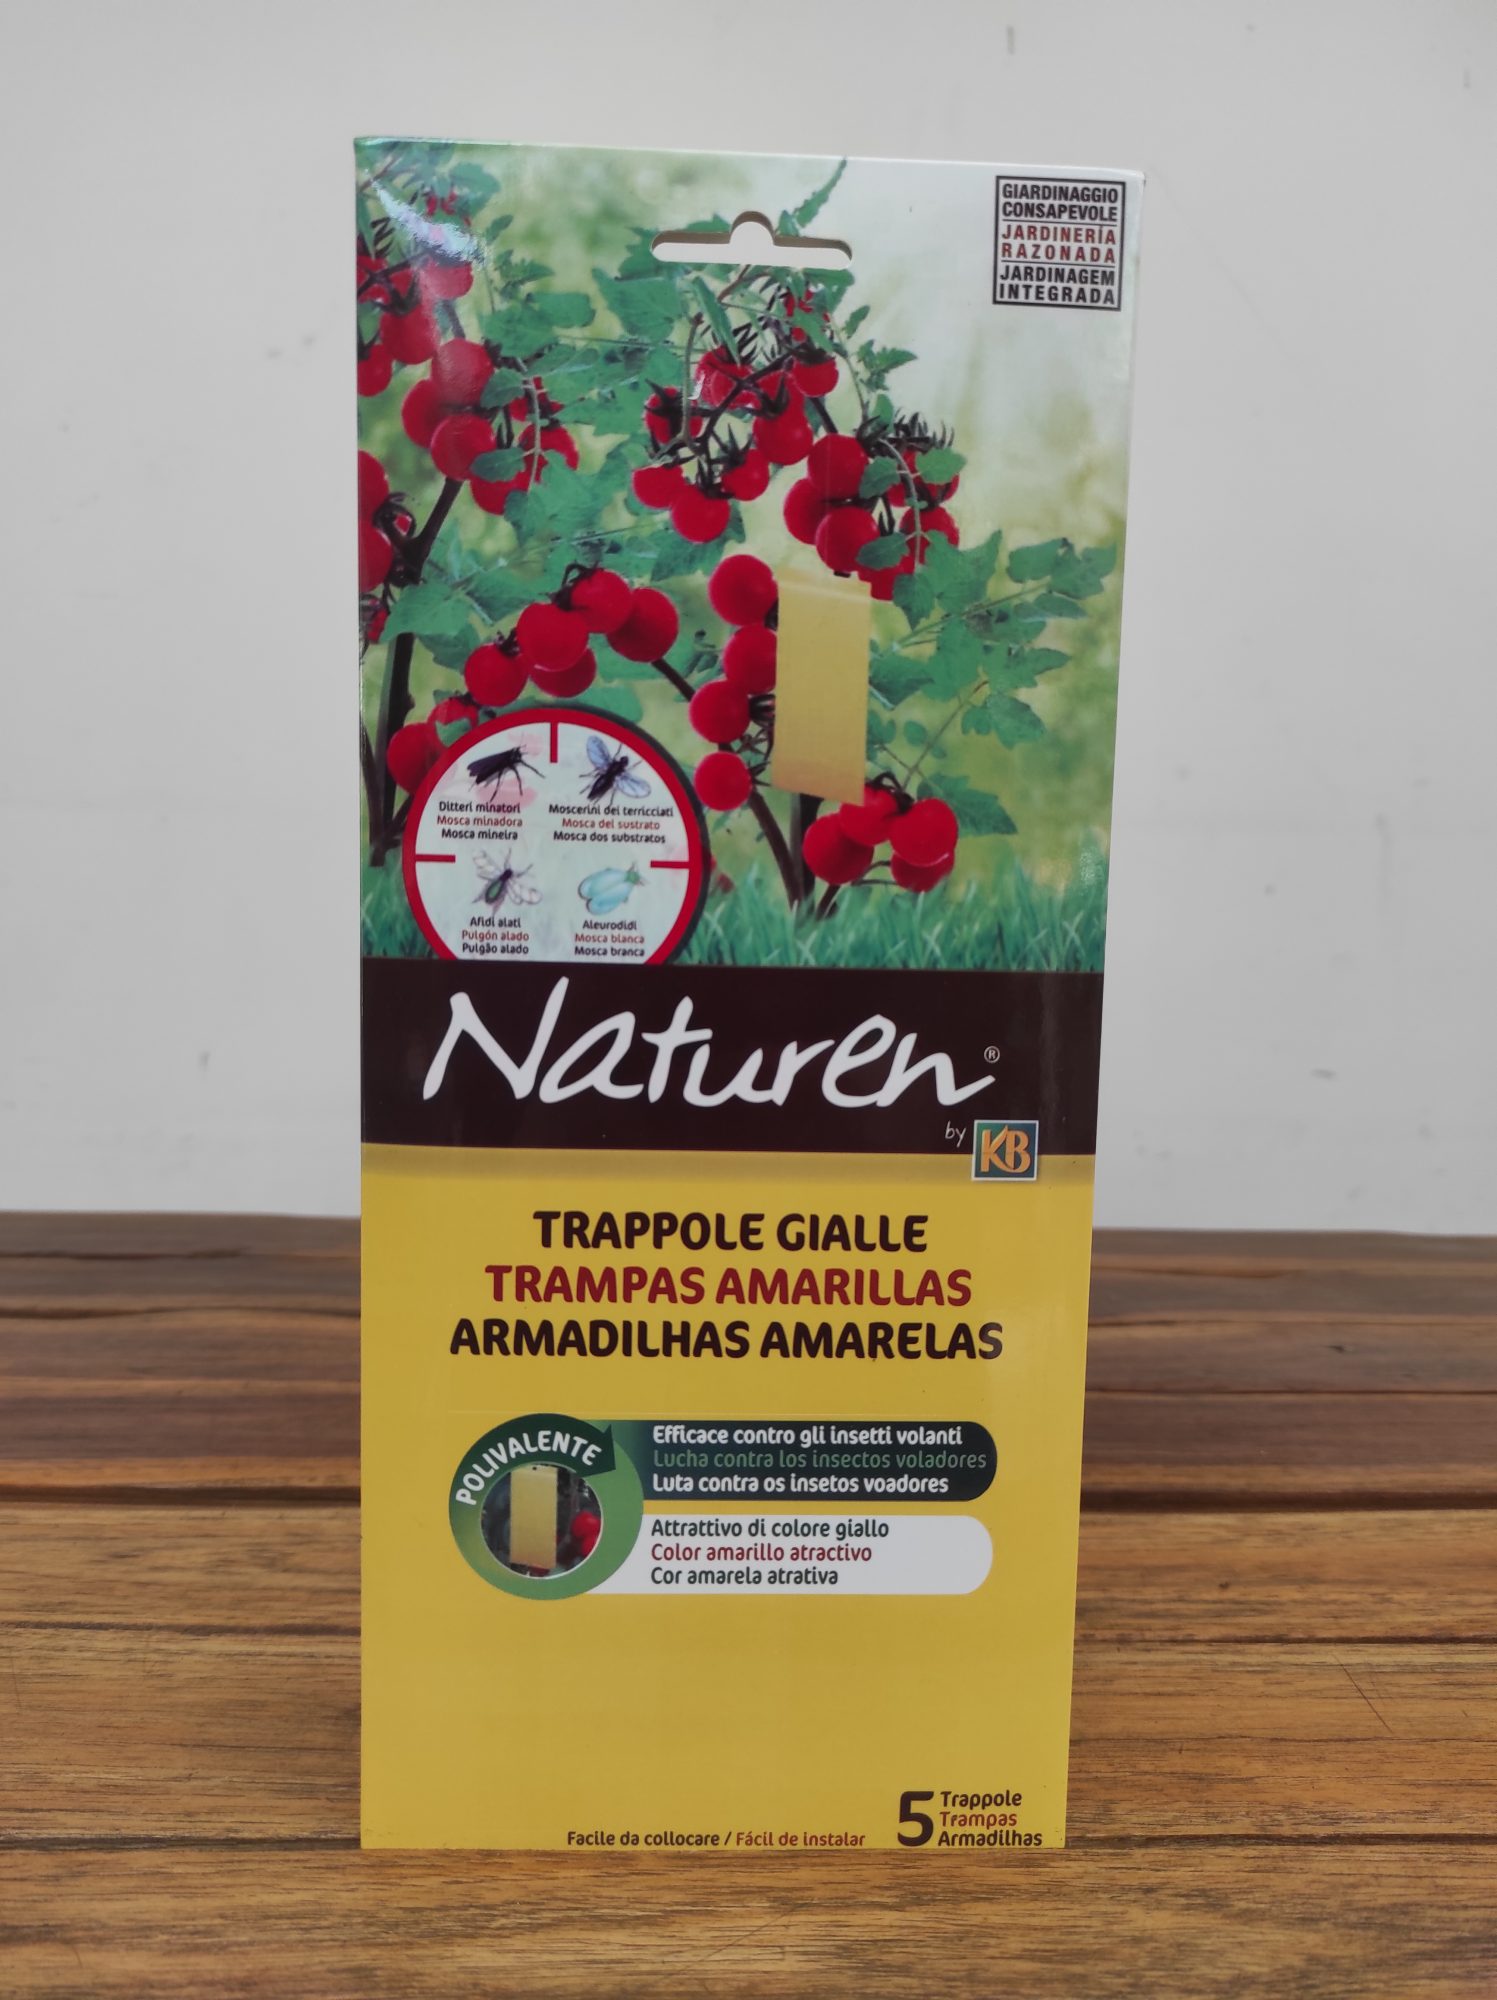 GIARDINAGGIO
CONSAPEVOLE
JARDINERÍA
RAZONADA
JARDINAGEM
INTEGRADA
Ditteri minatori
Mosca minadora
Mosca mineira
Moscerini dei terricciati
Mosca del sustrato
Mosca dos substratos
Afidi alati
Pulgón alado
Pulgão alado
Aleurodidi
Mosca blanca
Mosca branca
Naturen®
by KB
TRAPPOLE GIALLE
TRAMPAS AMARILLAS
ARMADILHAS AMARELAS
POLIVALENTE
Efficace contro gli insetti volanti
Lucha contra los insectos voladores
Luta contra os insetos voadores
Attrattivo di colore giallo
Color amarillo atractivo
Cor amarela atrativa
Facile da collocare / Fácil de instalar
5 Trappole
Trampas
Armadilhas